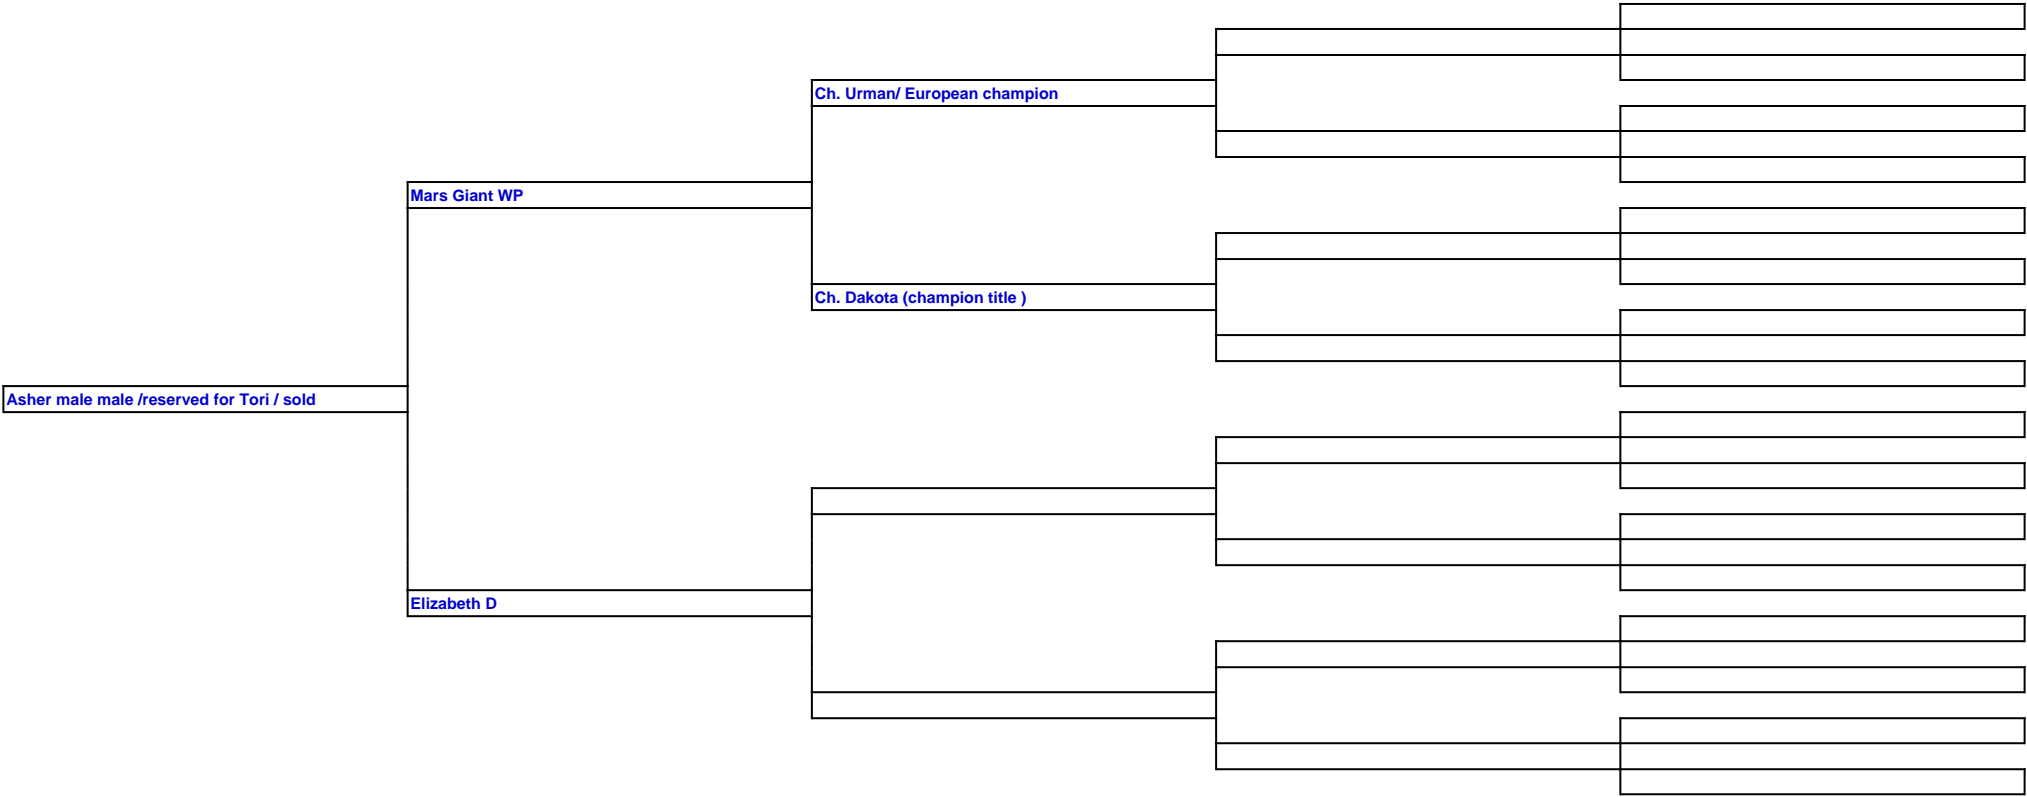 Ch. Urman/ European champion
Mars Giant WP
Ch. Dakota (champion title )
Asher male male /reserved for Tori / sold
Elizabeth D